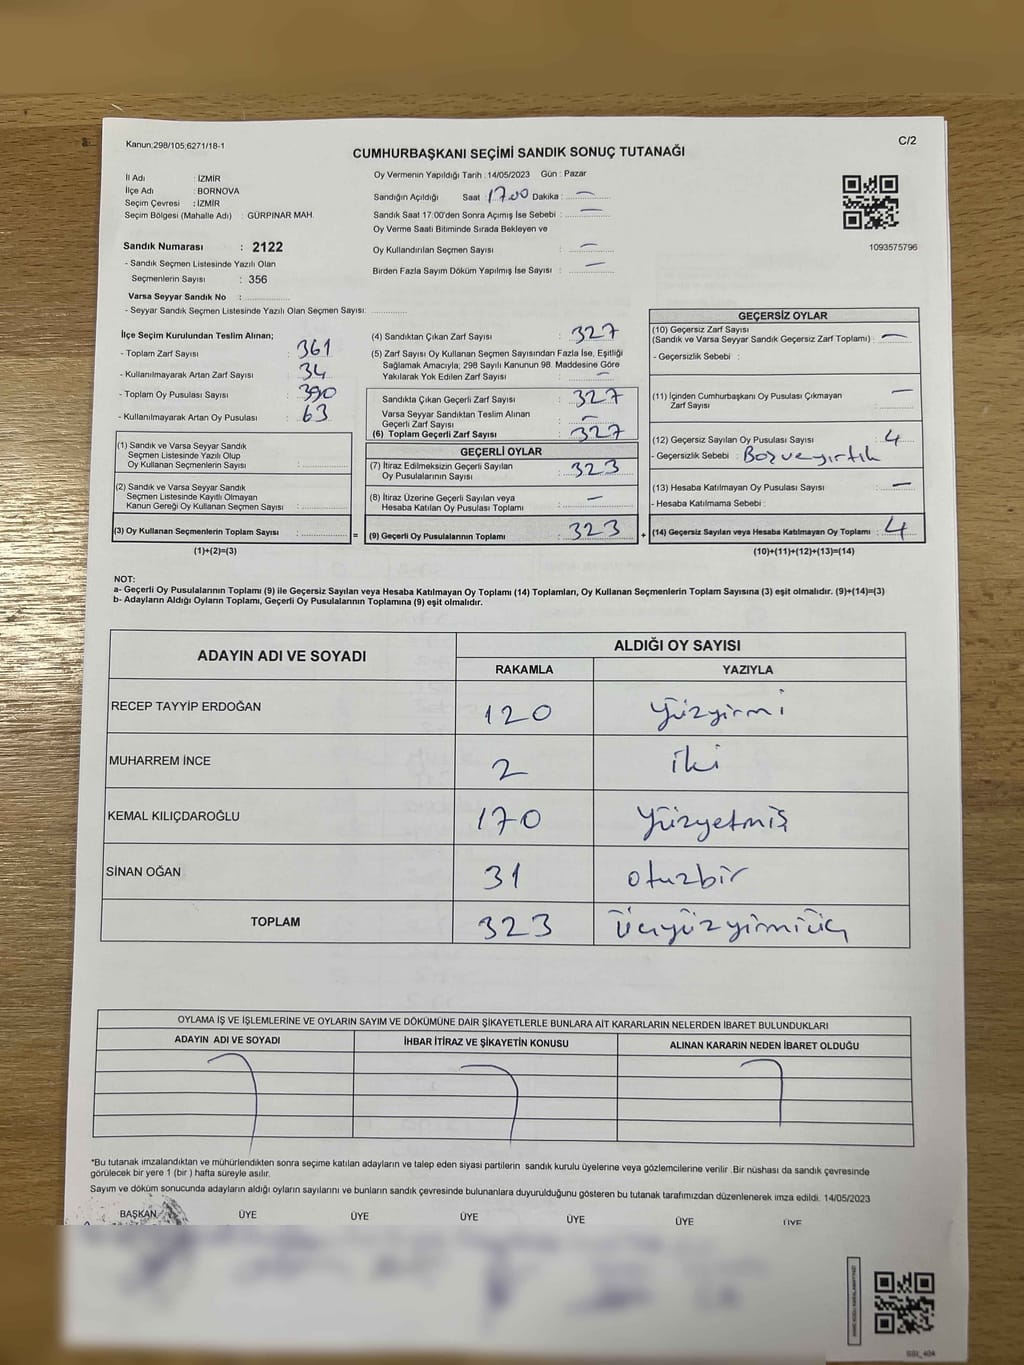 Kanun;298/105;6271/18-1
C/2
CUMHURBAŞKANI SEÇİMİ SANDIK SONUÇ TUTANAĞI
İl Adı : İZMİR
İlçe Adı : BORNOVA
Seçim Çevresi : İZMİR
Seçim Bölgesi (Mahalle Adı) : GÜRPINAR MAH.
Sandık Numarası : 2122
- Sandık Seçmen Listesinde Yazılı Olan
Seçmenlerin Sayısı : 356
Varsa Seyyar Sandık No :
- Seyyar Sandık Seçmen Listesinde Yazılı Olan Seçmen Sayısı:
Oy Vermenin Yapıldığı Tarih : 14/05/2023 Gün : Pazar
Sandığın Açıldığı Saat 17:00 Dakika : —
Sandık Saat 17:00'den Sonra Açımış İse Sebebi : —
Oy Verme Saati Bitiminde Sırada Bekleyen ve
Oy Kullandırılan Seçmen Sayısı —
Birden Fazla Sayım Döküm Yapılmış İse Sayısı : —
1093575796
İlçe Seçim Kurulundan Teslim Alınan;
- Toplam Zarf Sayısı : 361
- Kullanılmayarak Artan Zarf Sayısı : 34
- Toplam Oy Pusulası Sayısı : 390
- Kullanılmayarak Artan Oy Pusulası : 63
(1) Sandık ve Varsa Seyyar Sandık
Seçmen Listesinde Yazılı Olup
Oy Kullanan Seçmenlerin Sayısı :
(2) Sandık ve Varsa Seyyar Sandık
Seçmen Listesinde Kayıtlı Olmayan
Kanun Gereği Oy Kullanan Seçmen Sayısı :
(3) Oy Kullanan Seçmenlerin Toplam Sayısı :
(1)+(2)=(3)
=
(4) Sandıktan Çıkan Zarf Sayısı : 327
(5) Zarf Sayısı Oy Kullanan Seçmen Sayısından Fazla İse, Eşitliği
Sağlamak Amacıyla; 298 Sayılı Kanunun 98. Maddesine Göre
Yakılarak Yok Edilen Zarf Sayısı : —
Sandıkta Çıkan Geçerli Zarf Sayısı : 327
Varsa Seyyar Sandıktan Teslim Alınan
Geçerli Zarf Sayısı : —
(6) Toplam Geçerli Zarf Sayısı : 327
GEÇERLİ OYLAR
(7) İtiraz Edilmeksizin Geçerli Sayılan
Oy Pusulalarının Sayısı : 323
(8) İtiraz Üzerine Geçerli Sayılan veya
Hesaba Katılan Oy Pusulası Toplamı : —
(9) Geçerli Oy Pusulalarının Toplamı : 323
+
GEÇERSİZ OYLAR
(10) Geçersiz Zarf Sayısı
(Sandık ve Varsa Seyyar Sandık Geçersiz Zarf Toplamı) : —
- Geçersizlik Sebebi :
(11) İçinden Cumhurbaşkanı Oy Pusulası Çıkmayan
Zarf Sayısı : —
(12) Geçersiz Sayılan Oy Pusulası Sayısı : 4
- Geçersizlik Sebebi : Boş ve yırtık
(13) Hesaba Katılmayan Oy Pusulası Sayısı : —
- Hesaba Katılmama Sebebi :
(14) Geçersiz Sayılan veya Hesaba Katılmayan Oy Toplamı : 4
(10)+(11)+(12)+(13)=(14)
NOT:
a- Geçerli Oy Pusulalarının Toplamı (9) ile Geçersiz Sayılan veya Hesaba Katılmayan Oy Toplamı (14) Toplamları, Oy Kullanan Seçmenlerin Toplam Sayısına (3) eşit olmalıdır. (9)+(14)=(3)
b- Adayların Aldığı Oyların Toplamı, Geçerli Oy Pusulalarının Toplamına (9) eşit olmalıdır.
ADAYIN ADI VE SOYADI ALDIĞI OY SAYISI
RAKAMLA YAZIYLA
RECEP TAYYİP ERDOĞAN 120 Yüzyirmi
MUHARREM İNCE 2 iki
KEMAL KILIÇDAROĞLU 170 Yüzyetmiş
SİNAN OĞAN 31 otuzbir
TOPLAM 323 Üçyüzyirmiüç
OYLAMA İŞ VE İŞLEMLERİNE VE OYLARIN SAYIM VE DÖKÜMÜNE DAİR ŞİKAYETLERLE BUNLARA AİT KARARLARIN NELERDEN İBARET BULUNDUKLARI
ADAYIN ADI VE SOYADI İHBAR İTİRAZ VE ŞİKAYETİN KONUSU ALINAN KARARIN NEDEN İBARET OLDUĞU
*Bu tutanak imzalandıktan ve mühürlendikten sonra seçime katılan adayların ve talep eden siyasi partilerin sandık kurulu üyelerine veya gözlemcilerine verilir .Bir nüshası da sandık çevresinde
görülecek bir yere 1 (bir ) hafta süreyle asılır.
Sayım ve döküm sonucunda adayların aldığı oyların sayılarını ve bunların sandık çevresinde bulunanlara duyurulduğunu gösteren bu tutanak tarafımızdan düzenlenerek imza edildi. 14/05/2023
BAŞKAN ÜYE ÜYE ÜYE ÜYE ÜYE ÜYE